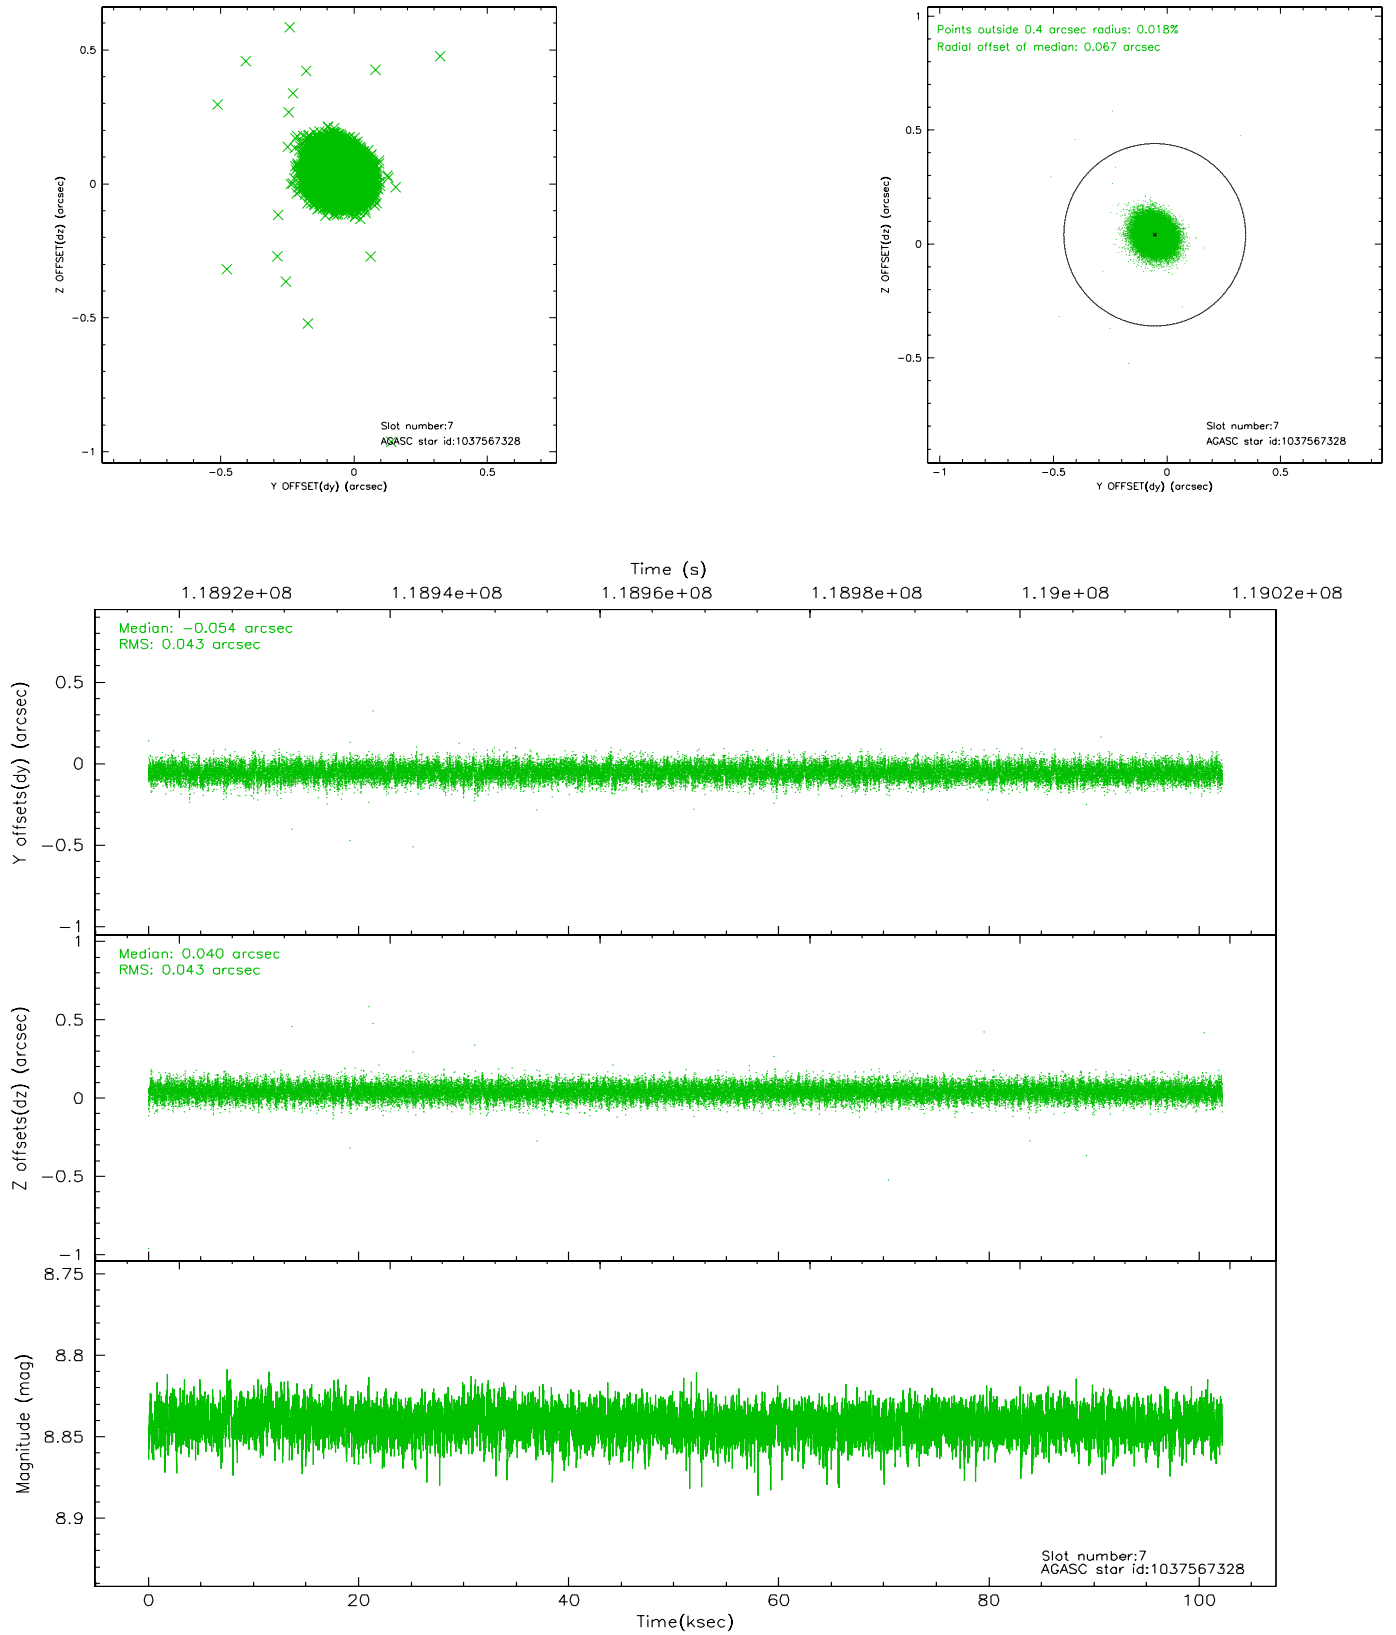 0.5
0
−0.5
−1
Z OFFSET(dz) (arcsec)
−0.5
0
0.5
Y OFFSET(dy) (arcsec)
Slot number:7
AGASC star id:1037567328
Points outside 0.4 arcsec radius: 0.018%
Radial offset of median: 0.067 arcsec
1
0.5
0
−0.5
Z OFFSET(dz) (arcsec)
−1
−0.5
0
0.5
Y OFFSET(dy) (arcsec)
Slot number:7
AGASC star id:1037567328
Time (s)
1.1892e+08 1.1894e+08 1.1896e+08 1.1898e+08 1.19e+08 1.1902e+08
Median: −0.054 arcsec
RMS: 0.043 arcsec
0.5
0
−0.5
−1
Y offsets(dy) (arcsec)
Median: 0.040 arcsec
RMS: 0.043 arcsec
1
0.5
0
−0.5
−1
Z offsets(dz) (arcsec)
8.75
8.8
8.85
8.9
Magnitude (mag)
Slot number:7
AGASC star id:1037567328
0 20 40 60 80 100
Time(ksec)